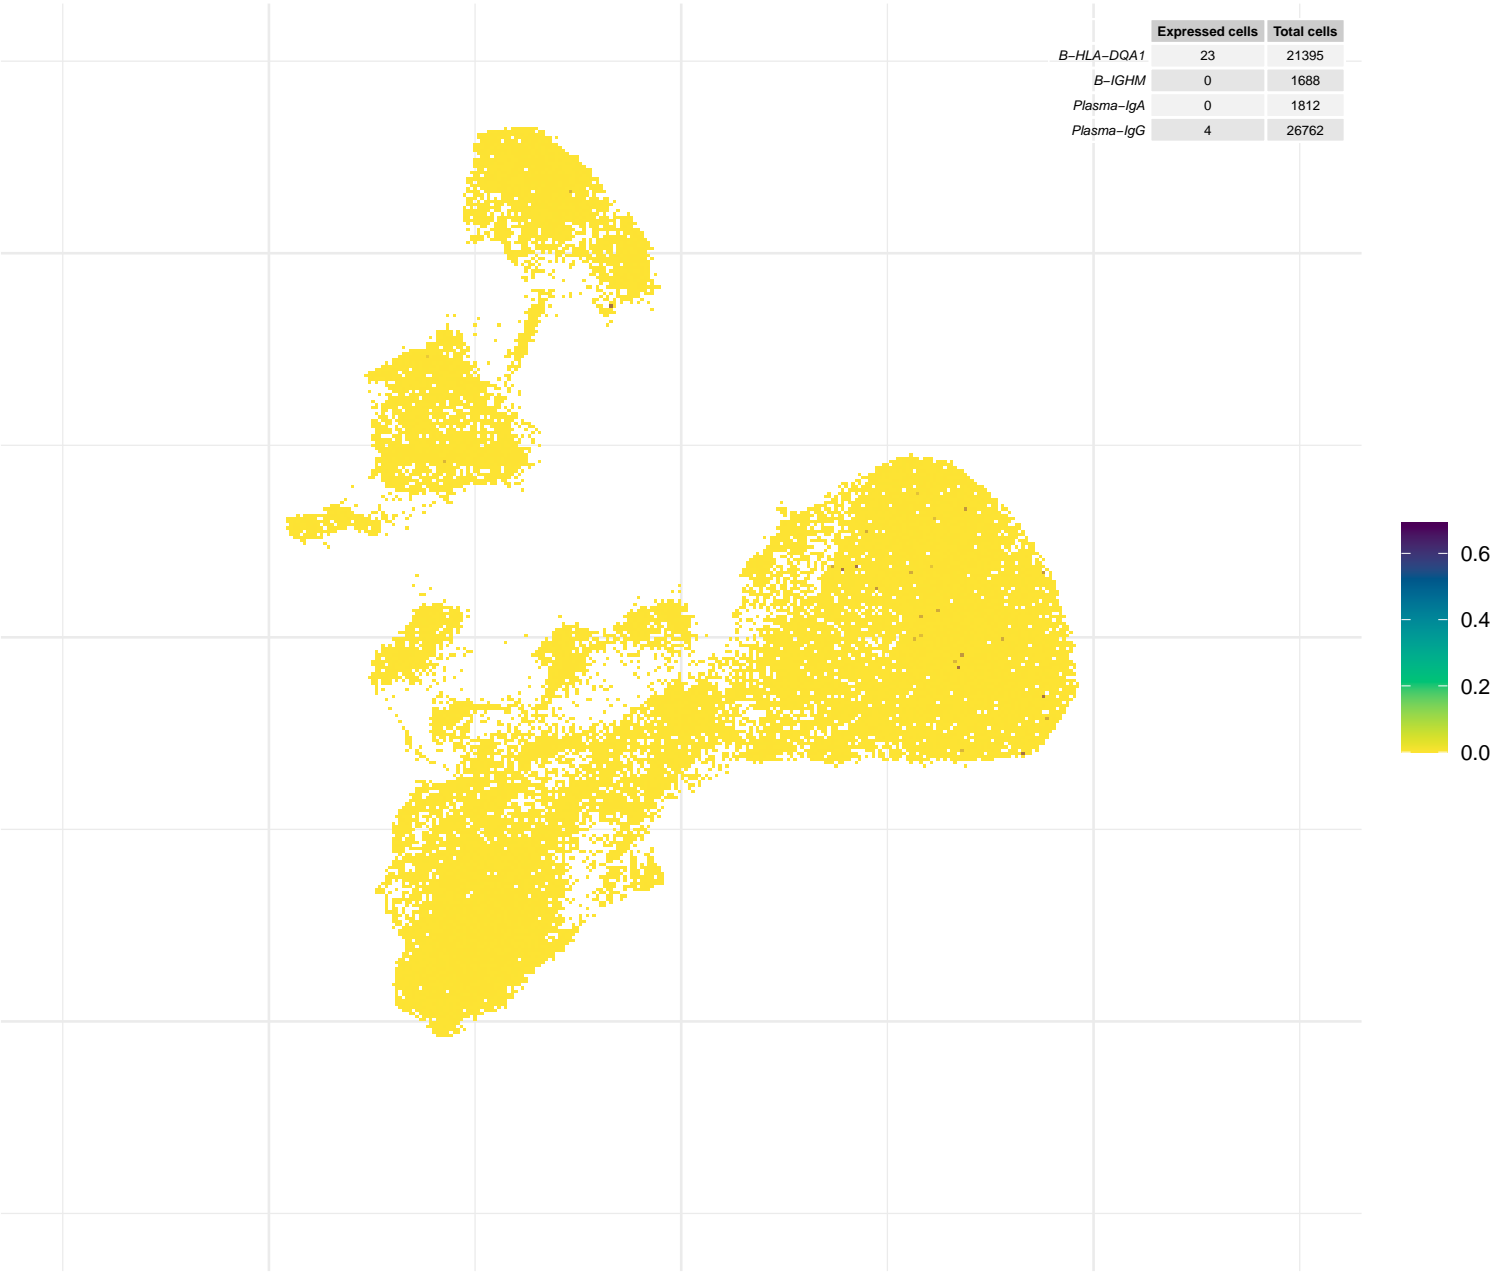 Expressed cells Total cells
B−HLA−DQA1 23 21395
B−IGHM 0 1688
Plasma−IgA 0 1812
Plasma−IgG 4 26762
0.6
0.4
0.2
0.0